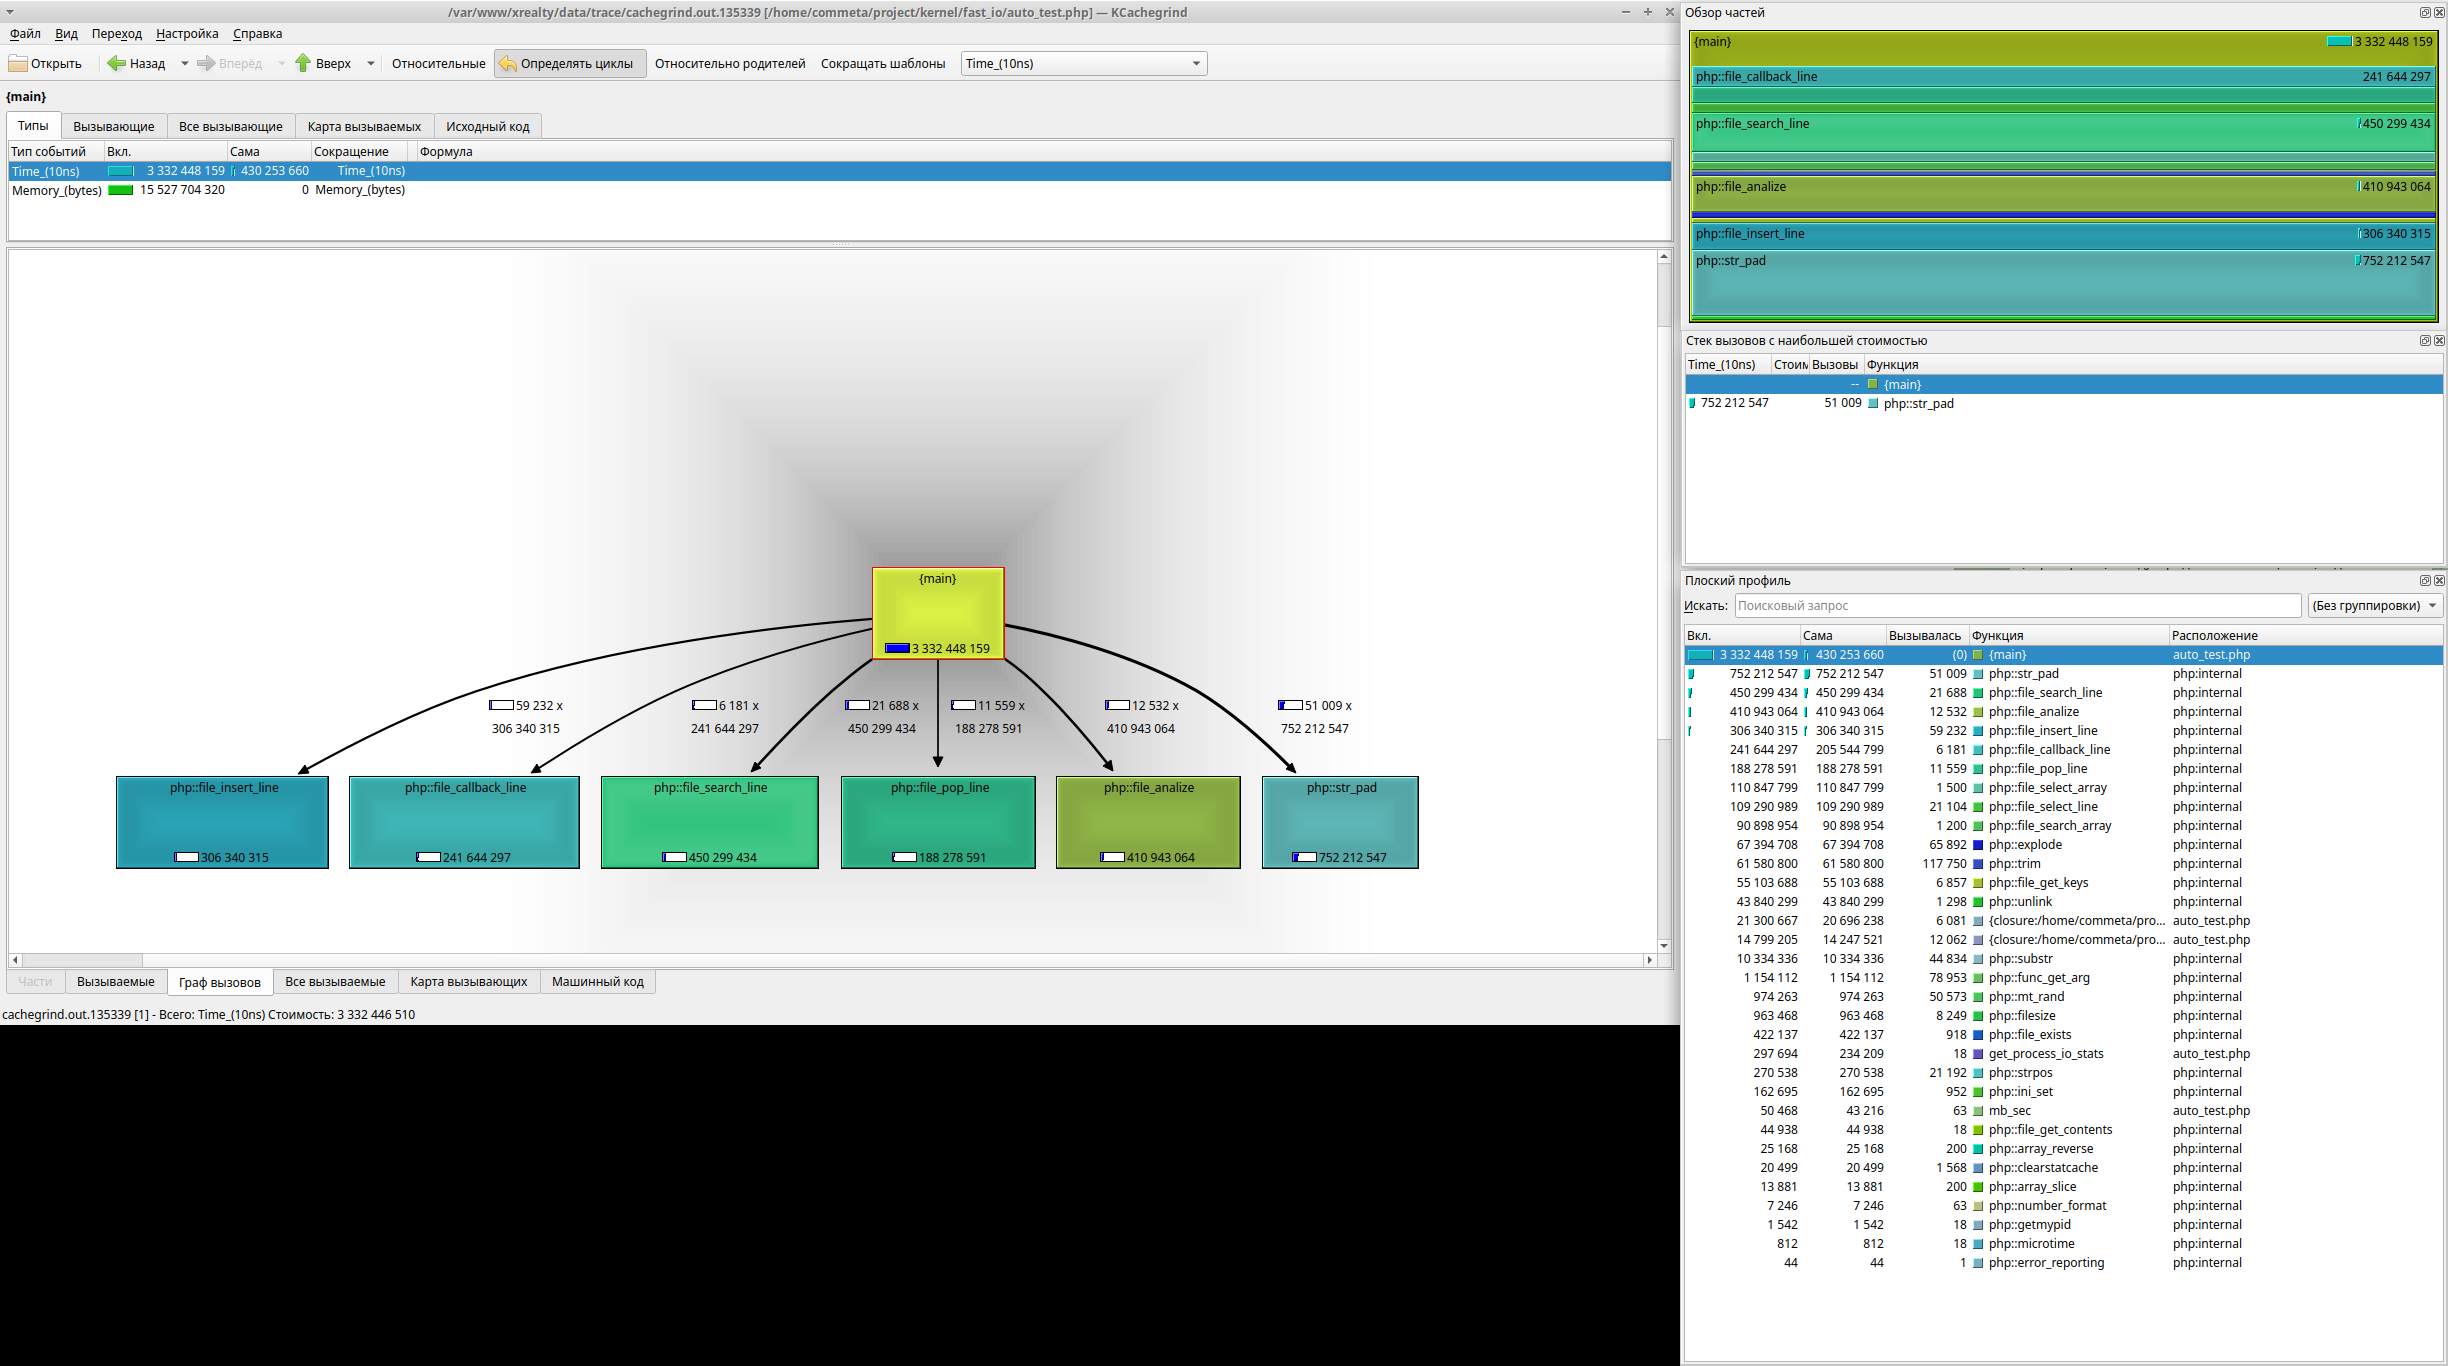 /var/www/xrealty/data/trace/cachegrind.out.135339 [/home/commeta/project/kernel/fast_io/auto_test.php] — KCachegrind
Файл Вид Переход Настройка Справка
Открыть Назад Вперёд Вверх Относительные Определять циклы Относительно родителей Сокращать шаблоны Time_(10ns)
{main}
Типы Вызывающие Все вызывающие Карта вызываемых Исходный код
Тип событий Вкл. Сама Сокращение Формула
Time_(10ns) 3 332 448 159 430 253 660 Time_(10ns)
Memory_(bytes) 15 527 704 320 0 Memory_(bytes)
{main}
3 332 448 159
59 232 x 6 181 x 21 688 x 11 559 x 12 532 x 51 009 x
306 340 315 241 644 297 450 299 434 188 278 591 410 943 064 752 212 547
php::file_insert_line php::file_callback_line php::file_search_line php::file_pop_line php::file_analize php::str_pad
306 340 315 241 644 297 450 299 434 188 278 591 410 943 064 752 212 547
Части Вызываемые Граф вызовов Все вызываемые Карта вызывающих Машинный код
cachegrind.out.135339 [1] - Всего: Time_(10ns) Стоимость: 3 332 446 510
Обзор частей
{main} 3 332 448 159
php::file_callback_line 241 644 297
php::file_search_line 450 299 434
php::file_analize 410 943 064
php::file_insert_line 306 340 315
php::str_pad 752 212 547
Стек вызовов с наибольшей стоимостью
Time_(10ns) Стоим Вызовы Функция
-- {main}
752 212 547 51 009 php::str_pad
Плоский профиль
Искать: Поисковый запрос (Без группировки)
Вкл. Сама Вызывалась Функция Расположение
3 332 448 159 430 253 660 (0) {main} auto_test.php
752 212 547 752 212 547 51 009 php::str_pad php:internal
450 299 434 450 299 434 21 688 php::file_search_line php:internal
410 943 064 410 943 064 12 532 php::file_analize php:internal
306 340 315 306 340 315 59 232 php::file_insert_line php:internal
241 644 297 205 544 799 6 181 php::file_callback_line php:internal
188 278 591 188 278 591 11 559 php::file_pop_line php:internal
110 847 799 110 847 799 1 500 php::file_select_array php:internal
109 290 989 109 290 989 21 104 php::file_select_line php:internal
90 898 954 90 898 954 1 200 php::file_search_array php:internal
67 394 708 67 394 708 65 892 php::explode php:internal
61 580 800 61 580 800 117 750 php::trim php:internal
55 103 688 55 103 688 6 857 php::file_get_keys php:internal
43 840 299 43 840 299 1 298 php::unlink php:internal
21 300 667 20 696 238 6 081 {closure:/home/commeta/pro... auto_test.php
14 799 205 14 247 521 12 062 {closure:/home/commeta/pro... auto_test.php
10 334 336 10 334 336 44 834 php::substr php:internal
1 154 112 1 154 112 78 953 php::func_get_arg php:internal
974 263 974 263 50 573 php::mt_rand php:internal
963 468 963 468 8 249 php::filesize php:internal
422 137 422 137 918 php::file_exists php:internal
297 694 234 209 18 get_process_io_stats auto_test.php
270 538 270 538 21 192 php::strpos php:internal
162 695 162 695 952 php::ini_set php:internal
50 468 43 216 63 mb_sec auto_test.php
44 938 44 938 18 php::file_get_contents php:internal
25 168 25 168 200 php::array_reverse php:internal
20 499 20 499 1 568 php::clearstatcache php:internal
13 881 13 881 200 php::array_slice php:internal
7 246 7 246 63 php::number_format php:internal
1 542 1 542 18 php::getmypid php:internal
812 812 18 php::microtime php:internal
44 44 1 php::error_reporting php:internal